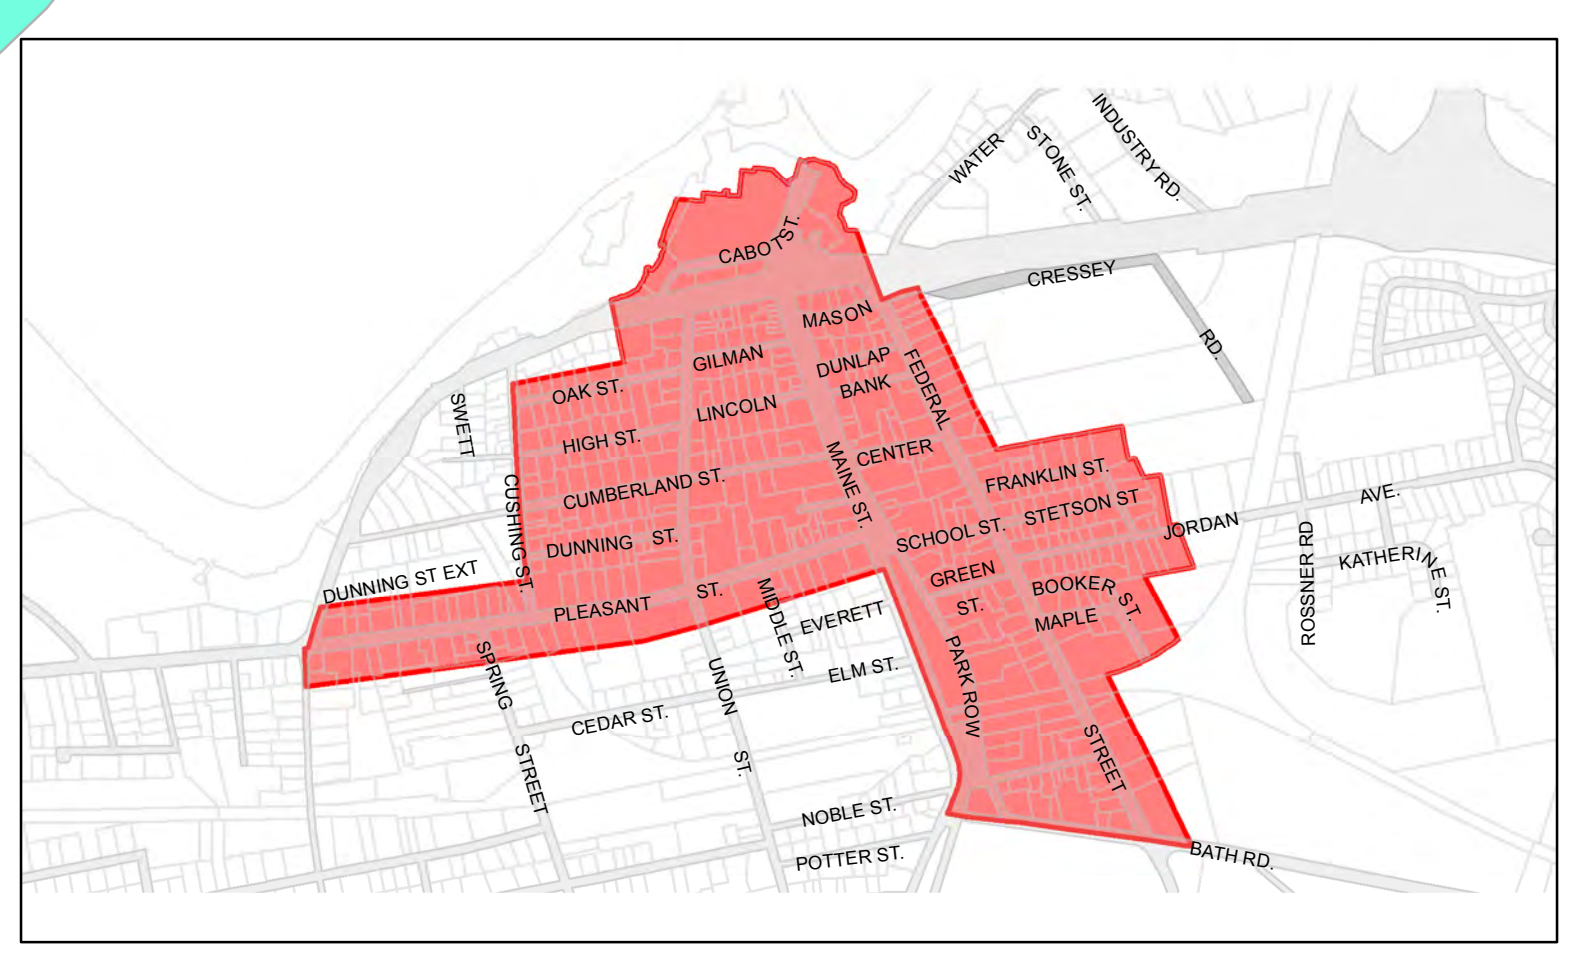 INDUSTRY RD.
WATER
STONE ST.
CABOT ST.
CRESSEY
RD.
MASON
GILMAN
DUNLAP
FEDERAL
OAK ST.
BANK
SWETT
LINCOLN
HIGH ST.
MAINE ST.
CENTER
CUMBERLAND ST.
FRANKLIN ST.
CUSHING ST.
STETSON ST
AVE.
JORDAN
SCHOOL ST.
DUNNING ST.
ROSSNER RD
KATHERINE ST.
DUNNING ST EXT
GREEN
ST.
BOOKER ST.
PLEASANT ST.
MIDDLE ST.
EVERETT
MAPLE
SPRING
PARK ROW
UNION
ELM ST.
CEDAR ST.
STREET
STREET
ST.
NOBLE ST.
POTTER ST.
BATH RD.